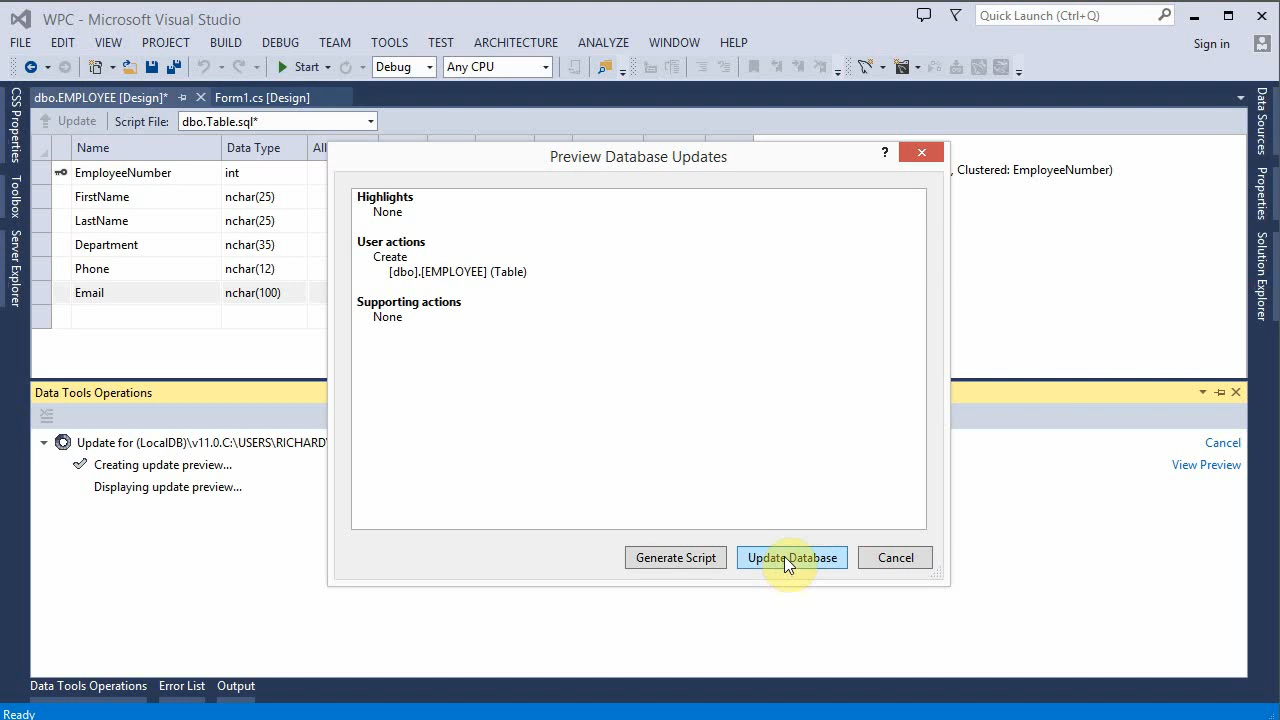 WPC - Microsoft Visual Studio
Quick Launch (Ctrl+Q)
FILE EDIT VIEW PROJECT BUILD DEBUG TEAM TOOLS TEST ARCHITECTURE ANALYZE WINDOW HELP
Sign in
Start Debug Any CPU
dbo.EMPLOYEE [Design]* Form1.cs [Design]
Update Script File: dbo.Table.sql*
Name Data Type All
EmployeeNumber int
FirstName nchar(25)
LastName nchar(25)
Department nchar(35)
Phone nchar(12)
Email nchar(100)
, Clustered: EmployeeNumber)
CSS Properties
Toolbox
Server Explorer
Data Sources
Properties
Solution Explorer
Preview Database Updates
?
Highlights
None
User actions
Create
[dbo].[EMPLOYEE] (Table)
Supporting actions
None
Generate Script Update Database Cancel
Data Tools Operations
Update for (LocalDB)\v11.0.C:\USERS\RICHARD\
Cancel
Creating update preview...
View Preview
Displaying update preview...
Data Tools Operations Error List Output
Ready